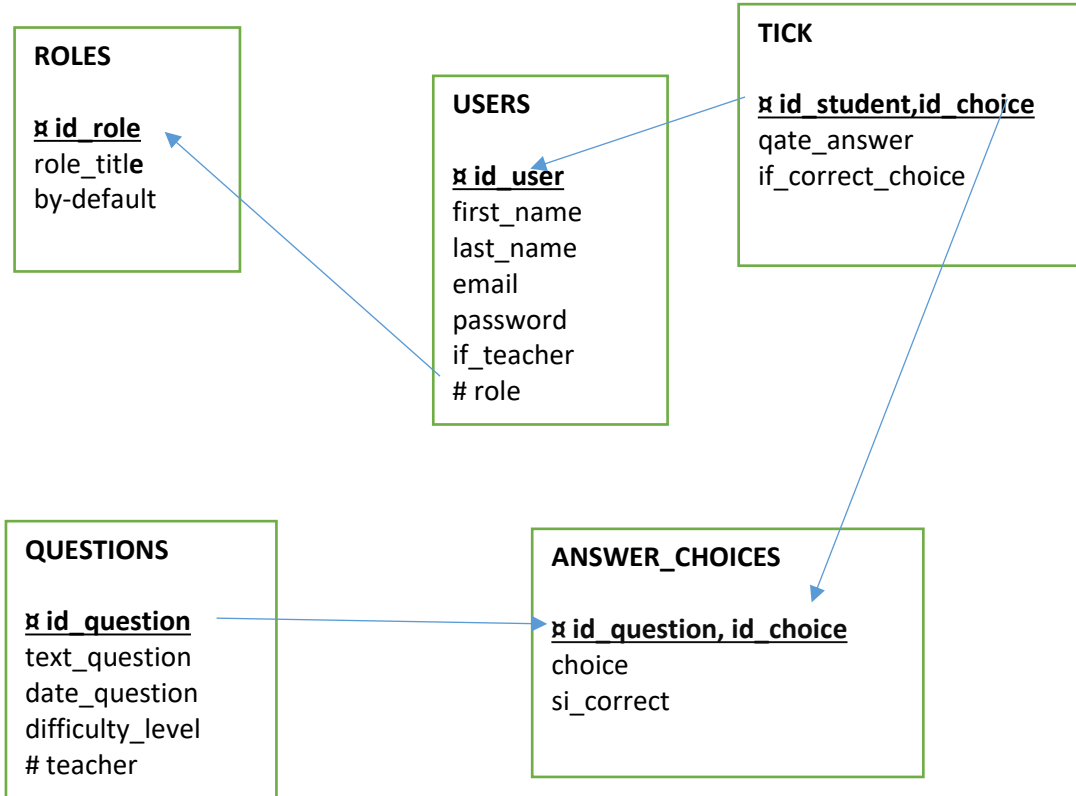 ROLES
¤ id_role
role_title
by-default
USERS
¤ id_user
first_name
last_name
email
password
if_teacher
# role
TICK
¤ id_student,id_choice
qate_answer
if_correct_choice
QUESTIONS
¤ id_question
text_question
date_question
difficulty_level
# teacher
ANSWER_CHOICES
¤ id_question, id_choice
choice
si_correct